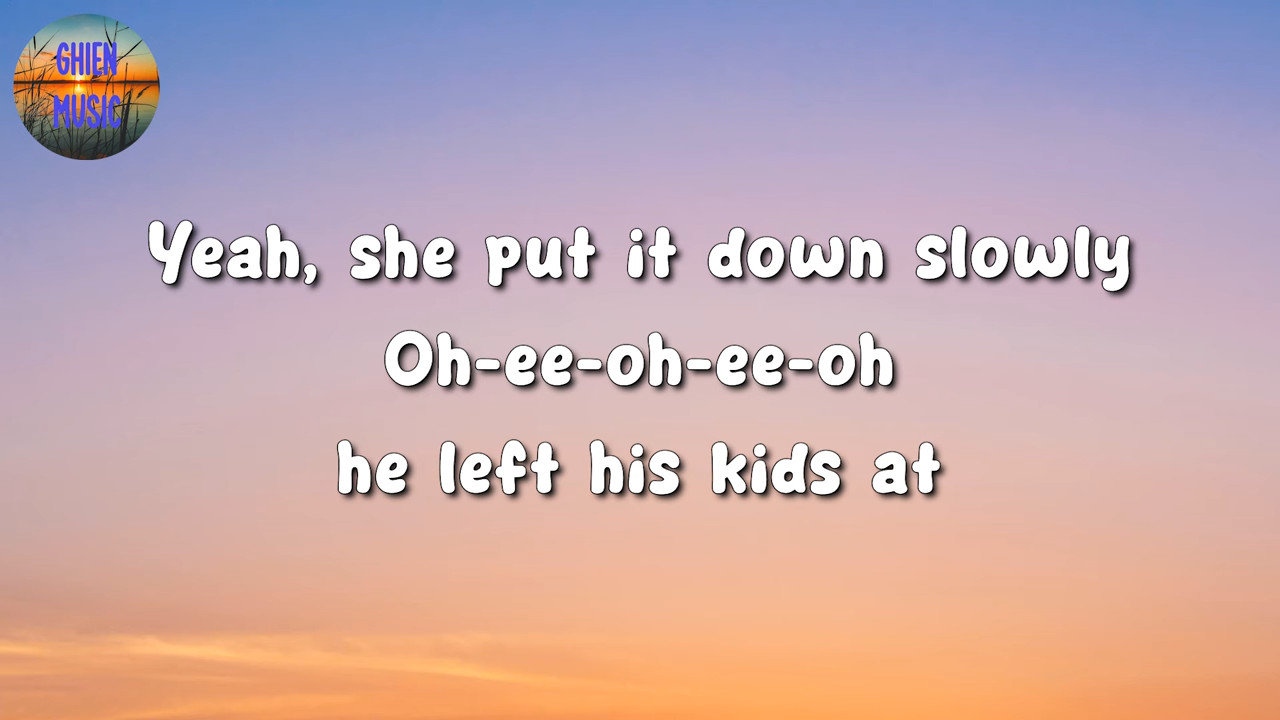 GHIEN
MUSIC
Yeah, she put it down slowly
Oh-ee-oh-ee-oh
he left his kids at